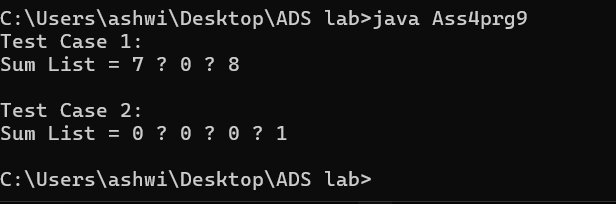 C:\Users\ashwi\Desktop\ADS lab>java Ass4prg9
Test Case 1:
Sum List = 7 ? 0 ? 8
Test Case 2:
Sum List = 0 ? 0 ? 0 ? 1
C:\Users\ashwi\Desktop\ADS lab>